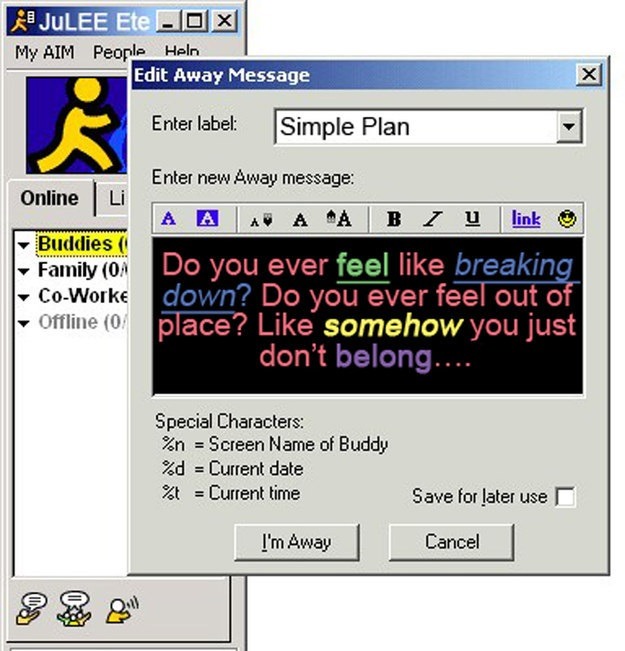 JuLEE Ete
My AIM People Help
Edit Away Message
Enter label:
Simple Plan
Enter new Away message:
Online
Li
A A A A A B I U link
Buddies (
Family (0/
Co-Worke
Offline (0/
Do you ever feel like breaking
down? Do you ever feel out of
place? Like somehow you just
don't belong....
Special Characters:
%n = Screen Name of Buddy
%d = Current date
%t = Current time
Save for later use
I'm Away
Cancel